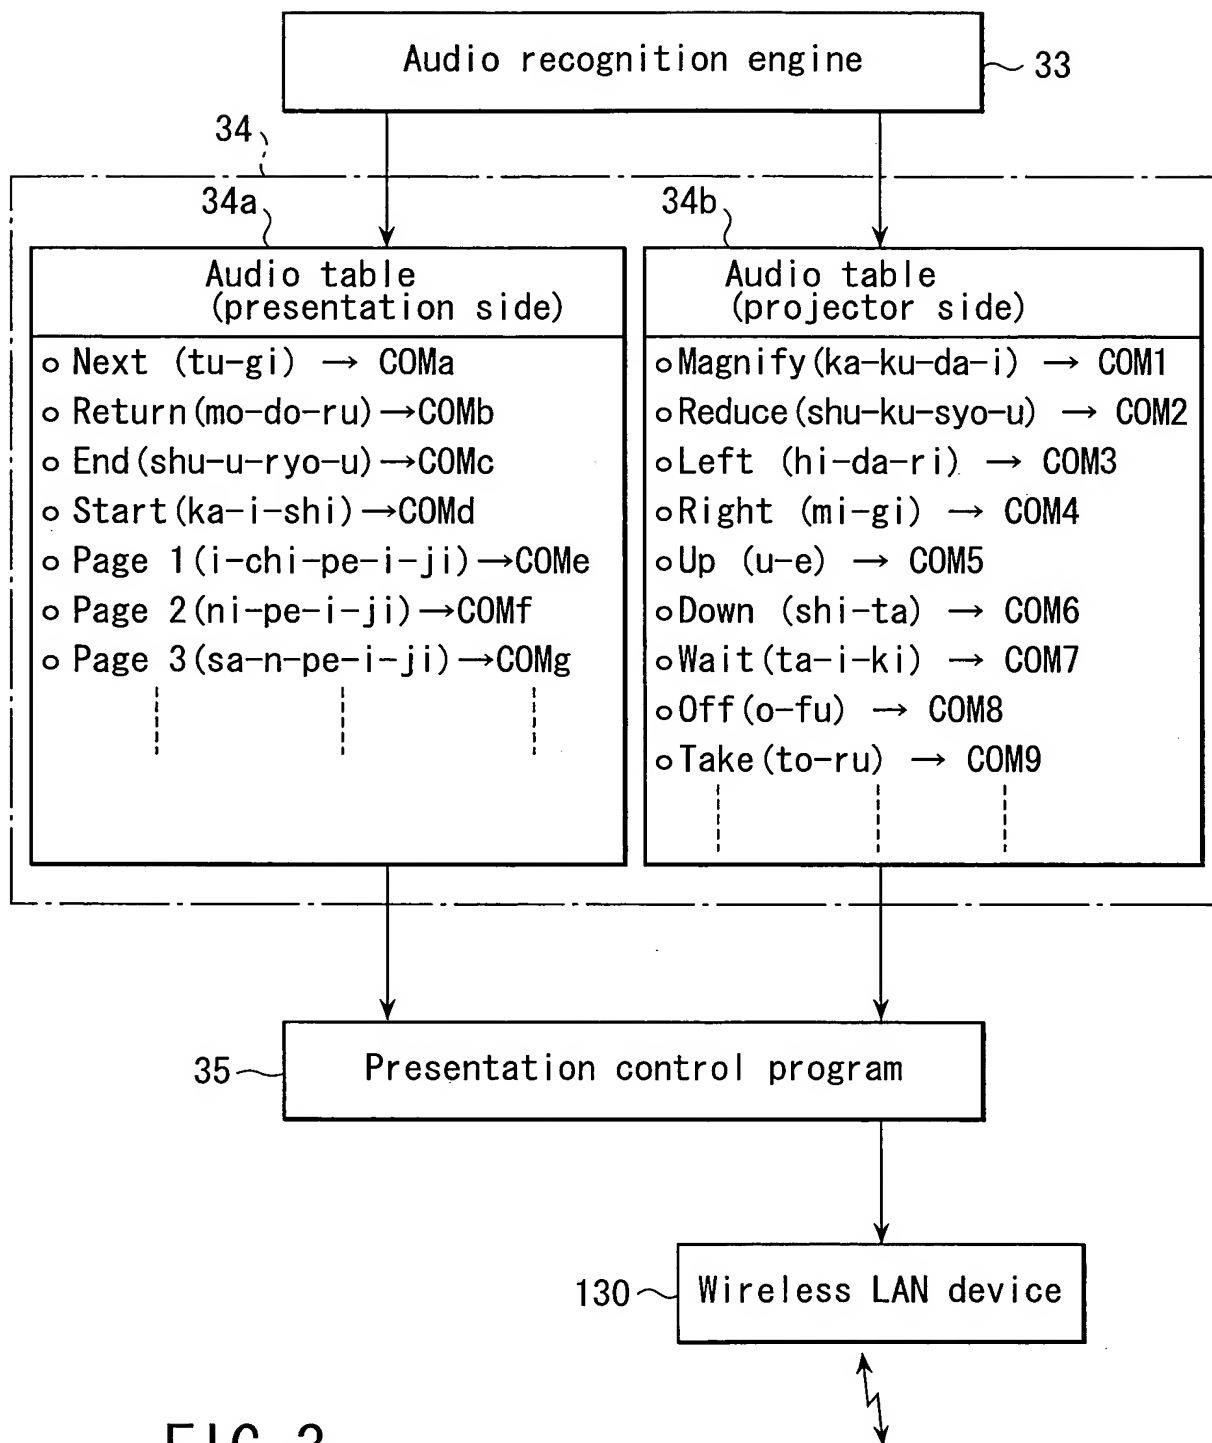 Audio recognition engine
33
34
34a
34b
Audio table
(presentation side)
Next (tu-gi) → COMa
Return(mo-do-ru)→COMb
End(shu-u-ryo-u)→COMc
Start(ka-i-shi)→COMd
Page 1(i-chi-pe-i-ji)→COMe
Page 2(ni-pe-i-ji)→COMf
Page 3(sa-n-pe-i-ji)→COMg
Audio table
(projector side)
Magnify(ka-ku-da-i) → COM1
Reduce(shu-ku-syo-u) → COM2
Left (hi-da-ri) → COM3
Right (mi-gi) → COM4
Up (u-e) → COM5
Down (shi-ta) → COM6
Wait(ta-i-ki) → COM7
Off(o-fu) → COM8
Take(to-ru) → COM9
35
Presentation control program
130
Wireless LAN device